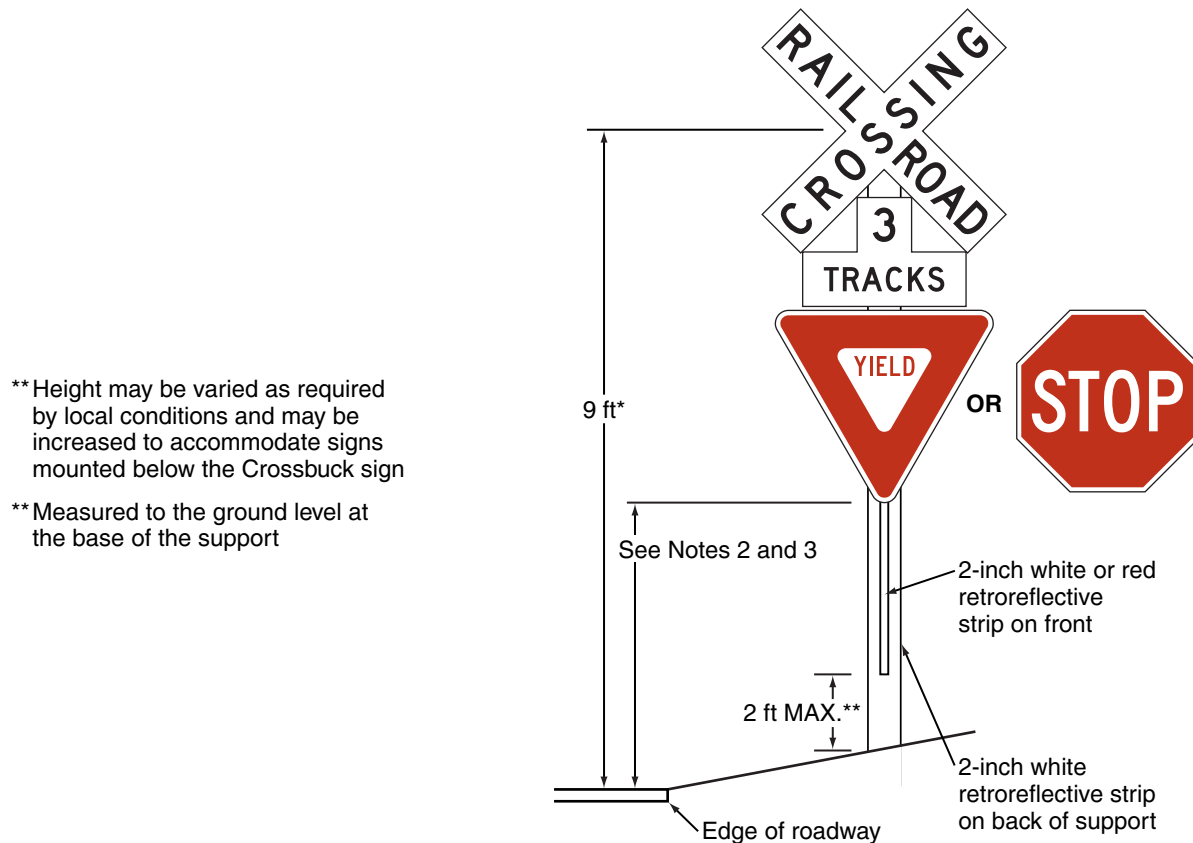 RAILROAD
CROSSING
3
TRACKS
YIELD
OR
STOP
9 ft*
**Height may be varied as required
by local conditions and may be
increased to accommodate signs
mounted below the Crossbuck sign
**Measured to the ground level at
the base of the support
See Notes 2 and 3
2-inch white or red
retroreflective
strip on front
2 ft MAX.**
2-inch white
retroreflective strip
on back of support
Edge of roadway